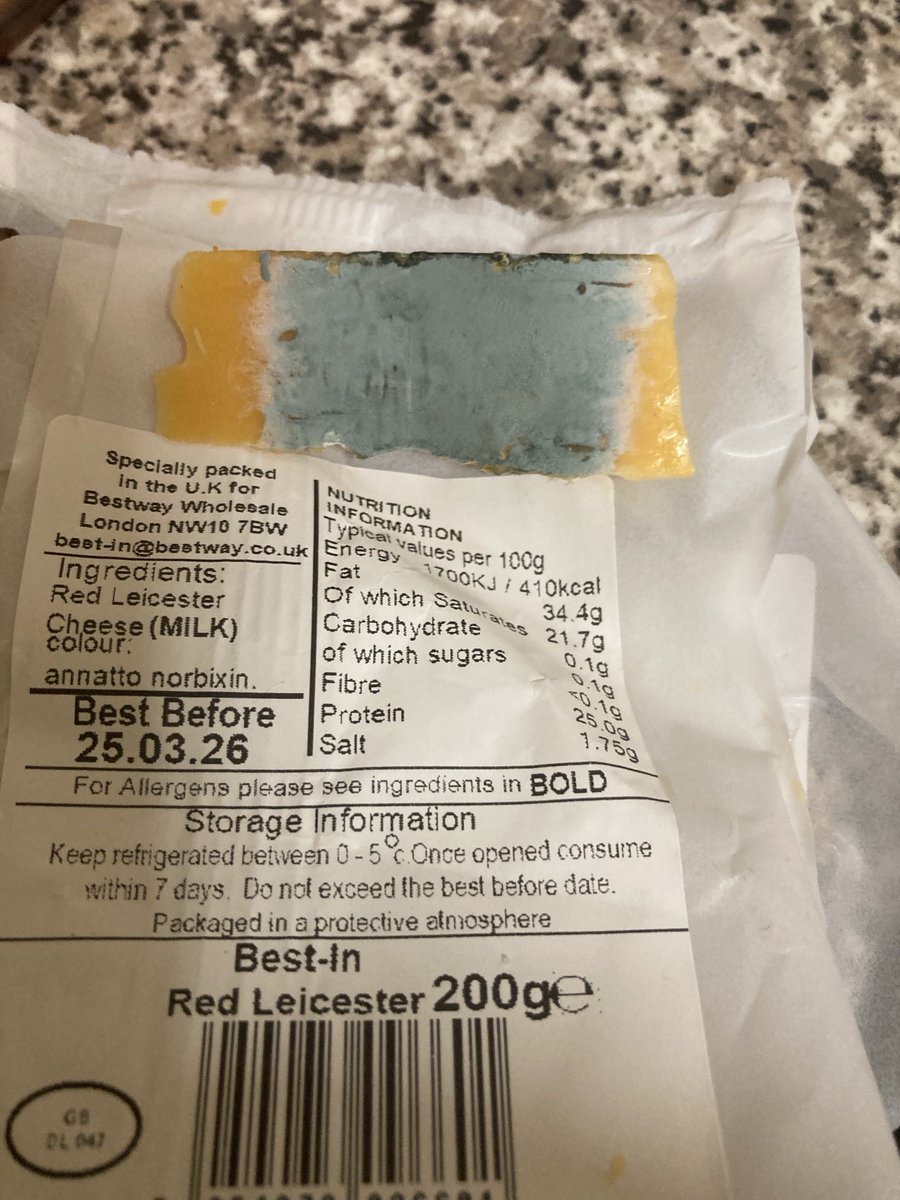 Specially packed
in the U.K for
Bestway Wholesale
London NW10 7BW
best-in@bestway.co.uk
Ingredients:
Red Leicester
Cheese (MILK)
colour:
annatto norbixin.
Best Before
25.03.26
NUTRITION
INFORMATION
Typical values per 100g
Energy 1700KJ / 410kcal
Fat 34.4g
Of which Saturates 21.7g
Carbohydrate 0.1g
of which sugars 0.1g
Fibre <0.1g
Protein 25.0g
Salt 1.75g
For Allergens please see ingredients in BOLD
Storage Information
Keep refrigerated between 0 - 5°c.Once opened consume
within 7 days. Do not exceed the best before date.
Packaged in a protective atmosphere
Best-In
Red Leicester 200g℮
GB
DL 047